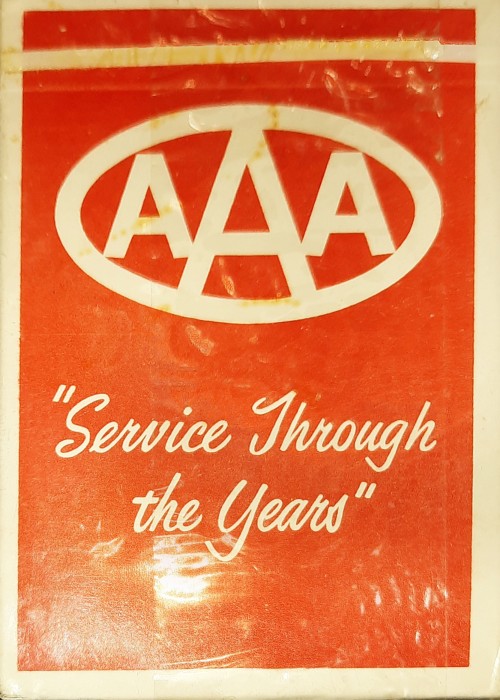 AAA
"Service Through
the Years"